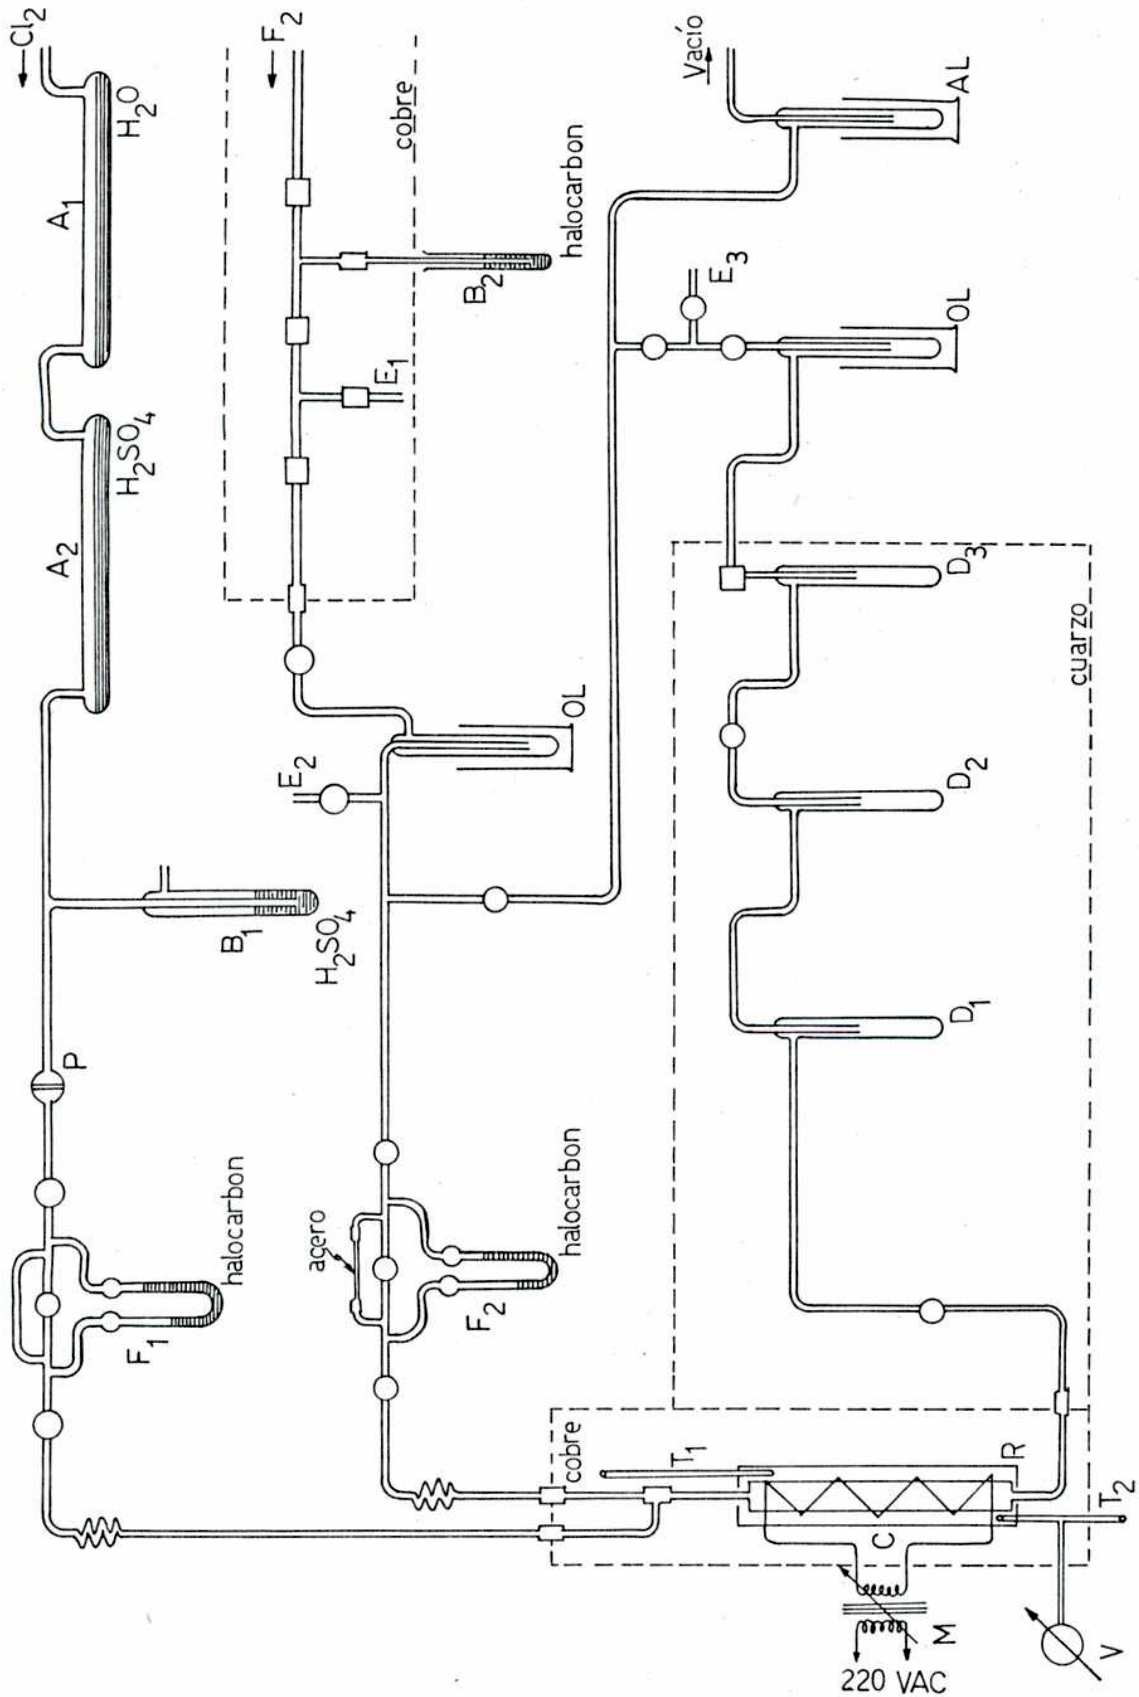 Cl2
A1
H2O
A2
H2SO4
B1
H2SO4
P
F1
halocarbon
F2
cobre
E1
B2
halocarbon
E2
OL
acero
F2
halocarbon
Vacío
AL
E3
OL
cuarzo
D3
D2
D1
cobre
T1
R
C
T2
M
V
220 VAC